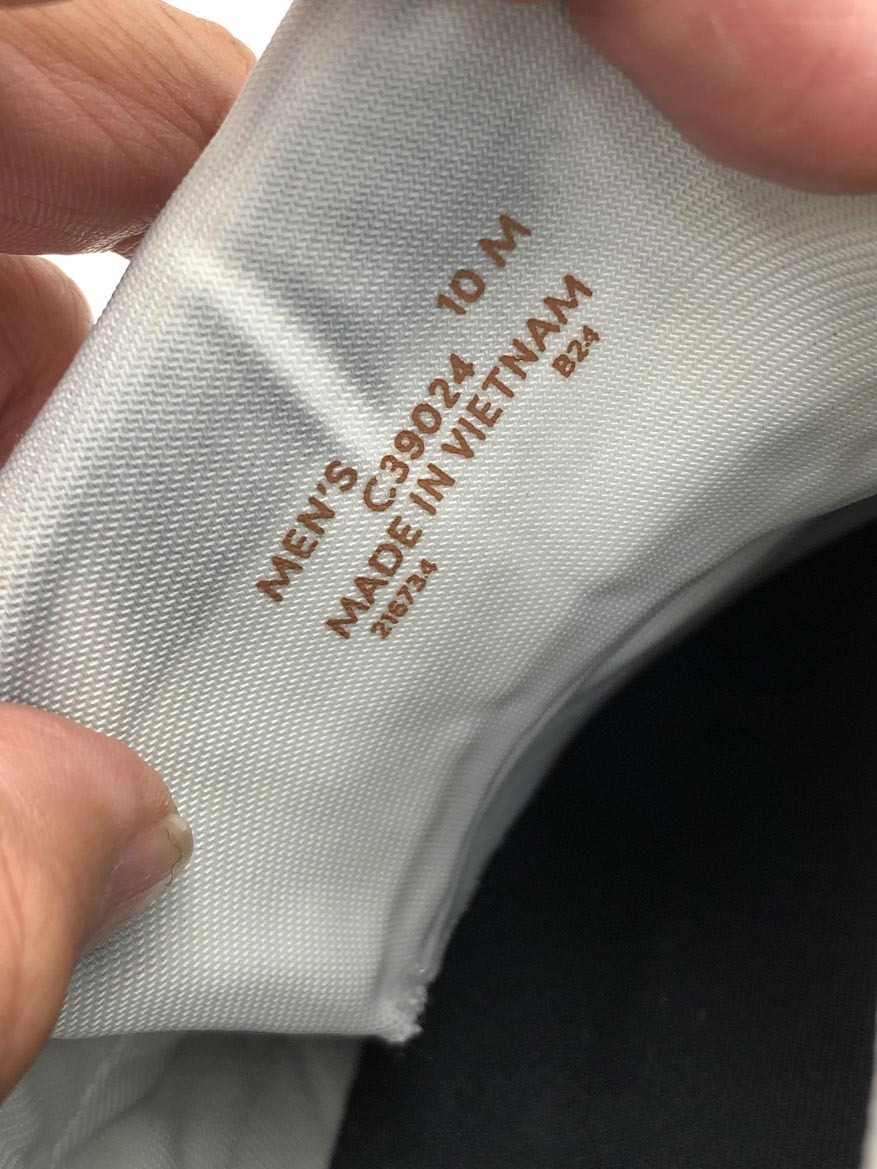 MEN'S C39024 10 M
MADE IN VIETNAM
216734 B24